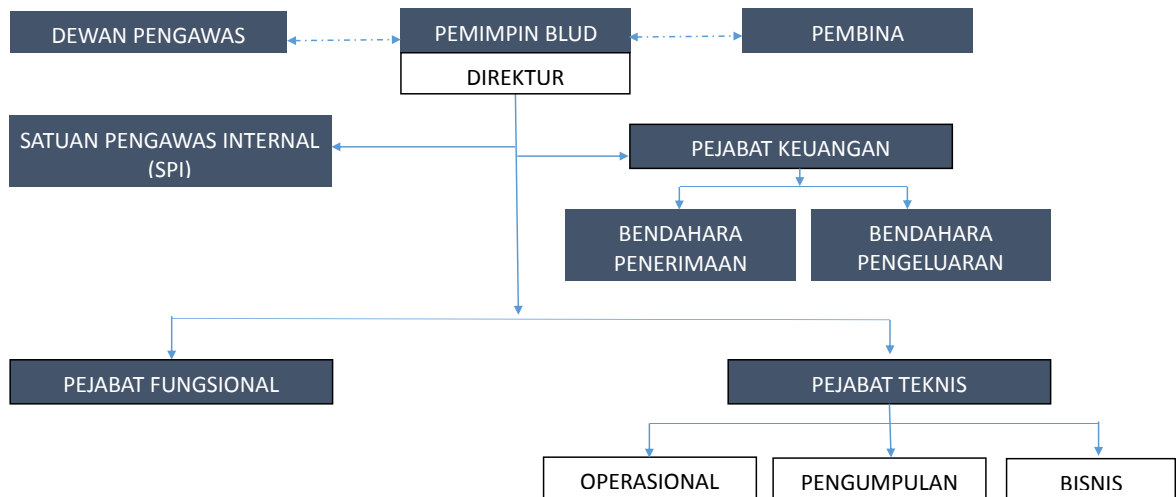 DEWAN PENGAWAS
PEMIMPIN BLUD
PEMBINA
DIREKTUR
SATUAN PENGAWAS INTERNAL
(SPI)
PEJABAT KEUANGAN
BENDAHARA
PENERIMAAN
BENDAHARA
PENGELUARAN
PEJABAT FUNGSIONAL
PEJABAT TEKNIS
OPERASIONAL
PENGUMPULAN
BISNIS